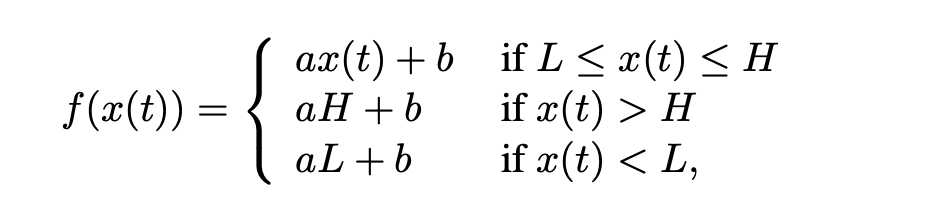 ax(t) + b if L ≤ x(t) ≤ H
f(x(t)) = { aH + b if x(t) > H
aL + b if x(t) < L,